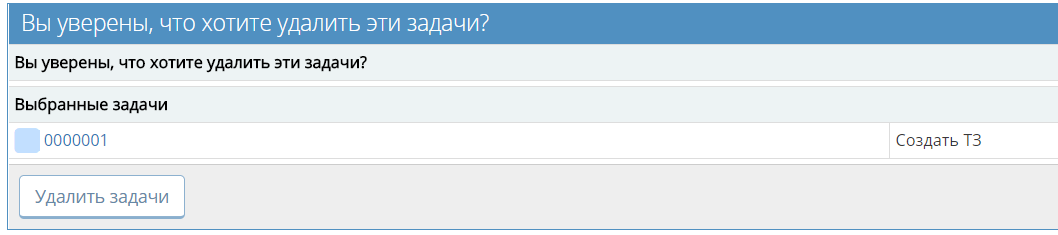 Вы уверены, что хотите удалить эти задачи?
Вы уверены, что хотите удалить эти задачи?
Выбранные задачи
0000001 Создать ТЗ
Удалить задачи